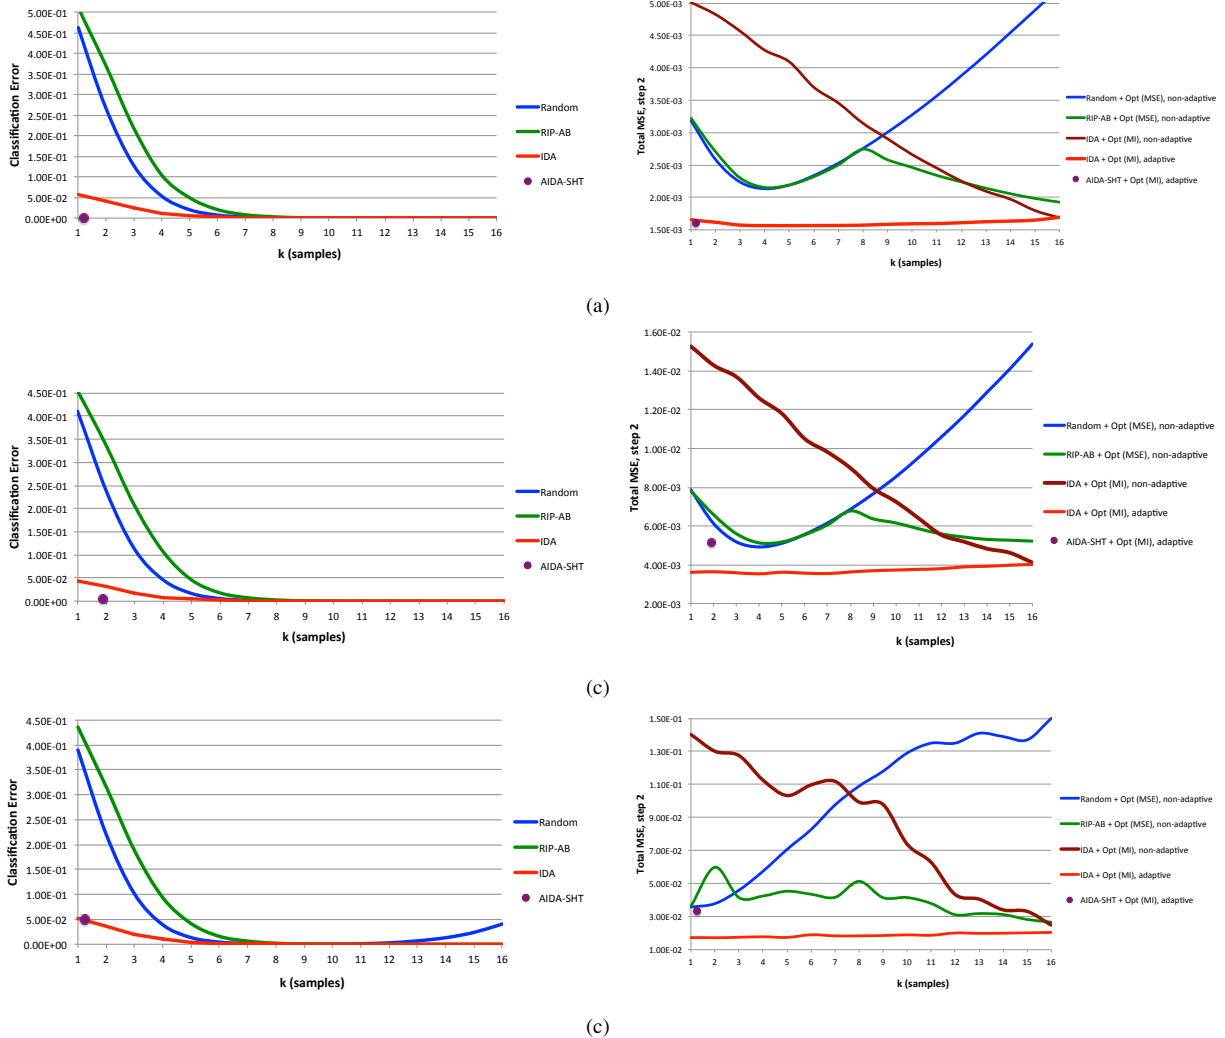 Classification Error
5.00E-01
4.50E-01
4.00E-01
3.50E-01
3.00E-01
2.50E-01
2.00E-01
1.50E-01
1.00E-01
5.00E-02
0.00E+00
1 2 3 4 5 6 7 8 9 10 11 12 13 14 15 16
k (samples)
Random
RIP-AB
IDA
AIDA-SHT
Total MSE, step 2
5.00E-03
4.50E-03
4.00E-03
3.50E-03
3.00E-03
2.50E-03
2.00E-03
1.50E-03
1 2 3 4 5 6 7 8 9 10 11 12 13 14 15 16
k (samples)
Random + Opt (MSE), non-adaptive
RIP-AB + Opt (MSE), non-adaptive
IDA + Opt (MI), non-adaptive
IDA + Opt (MI), adaptive
AIDA-SHT + Opt (MI), adaptive
(a)
Classification Error
4.50E-01
4.00E-01
3.50E-01
3.00E-01
2.50E-01
2.00E-01
1.50E-01
1.00E-01
5.00E-02
0.00E+00
1 2 3 4 5 6 7 8 9 10 11 12 13 14 15 16
k (samples)
Random
RIP-AB
IDA
AIDA-SHT
Total MSE, step 2
1.60E-02
1.40E-02
1.20E-02
1.00E-02
8.00E-03
6.00E-03
4.00E-03
2.00E-03
1 2 3 4 5 6 7 8 9 10 11 12 13 14 15 16
k (samples)
Random + Opt (MSE), non-adaptive
RIP-AB + Opt (MSE), non-adaptive
IDA + Opt (MI), non-adaptive
IDA + Opt (MI), adaptive
AIDA-SHT + Opt (MI), adaptive
(c)
Classification Error
4.50E-01
4.00E-01
3.50E-01
3.00E-01
2.50E-01
2.00E-01
1.50E-01
1.00E-01
5.00E-02
0.00E+00
1 2 3 4 5 6 7 8 9 10 11 12 13 14 15 16
k (samples)
Random
RIP-AB
IDA
AIDA-SHT
Total MSE, step 2
1.50E-01
1.30E-01
1.10E-01
9.00E-02
7.00E-02
5.00E-02
3.00E-02
1.00E-02
1 2 3 4 5 6 7 8 9 10 11 12 13 14 15 16
k (samples)
Random + Opt (MSE), non-adaptive
RIP-AB + Opt (MSE), non-adaptive
IDA + Opt (MI), non-adaptive
IDA + Opt (MI), adaptive
AIDA-SHT + Opt (MI), adaptive
(c)